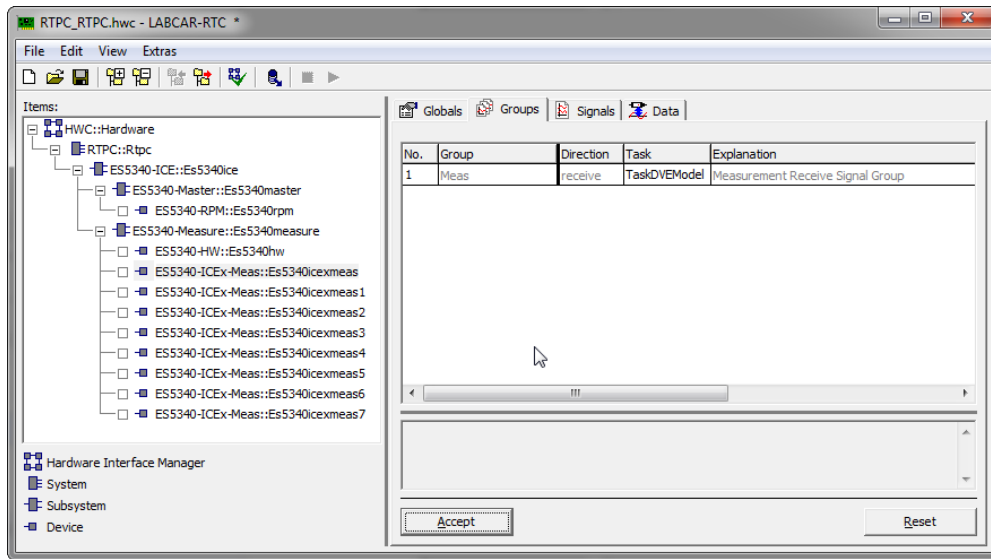 RTPC_RTPC.hwc - LABCAR-RTC *
File Edit View Extras
Items:
HWC::Hardware
RTPC::Rtpc
ES5340-ICE::Es5340ice
ES5340-Master::Es5340master
ES5340-RPM::Es5340rpm
ES5340-Measure::Es5340measure
ES5340-HW::Es5340hw
ES5340-ICEx-Meas::Es5340icexmeas
ES5340-ICEx-Meas::Es5340icexmeas1
ES5340-ICEx-Meas::Es5340icexmeas2
ES5340-ICEx-Meas::Es5340icexmeas3
ES5340-ICEx-Meas::Es5340icexmeas4
ES5340-ICEx-Meas::Es5340icexmeas5
ES5340-ICEx-Meas::Es5340icexmeas6
ES5340-ICEx-Meas::Es5340icexmeas7
Hardware Interface Manager
System
Subsystem
Device
Globals Groups Signals Data
No. Group Direction Task Explanation
1 Meas receive TaskDVEModel Measurement Receive Signal Group
Accept Reset